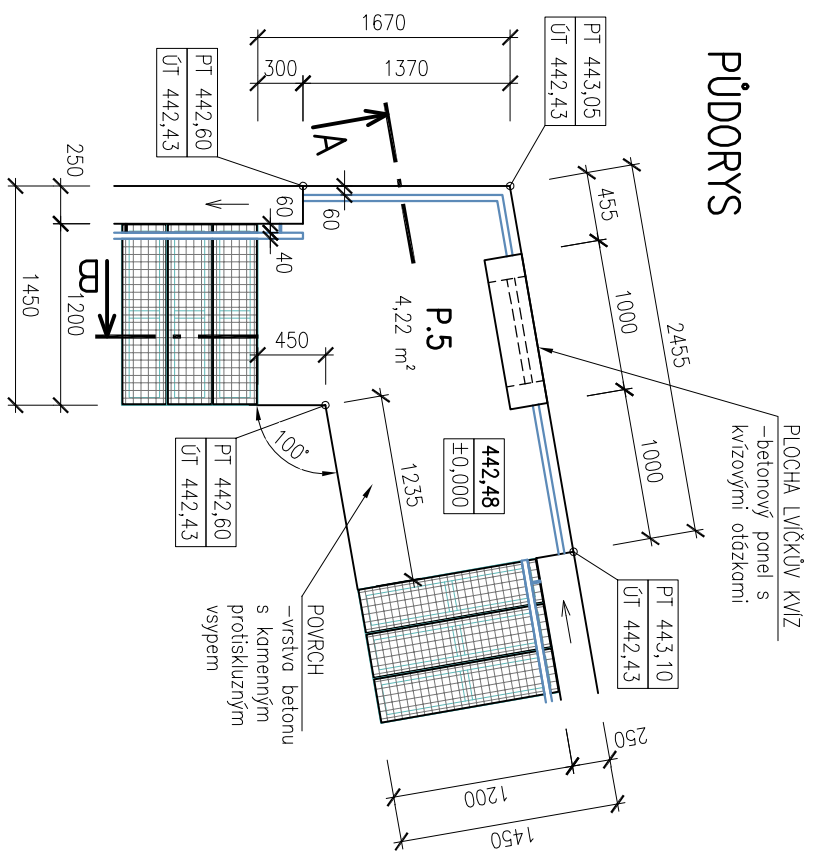 PŮDORYS
1670
300
1370
PT 443,05
ÚT 442,43
PT 442,60
ÚT 442,43
A
250
60
60
40
B
1450
1200
450
100°
P.5
4,22 m²
455
1000
1000
2455
1235
442,48
±0,000
PLOCHA LVÍČKŮV KVÍZ
-betonový panel s
kvízovými otázkami
PT 442,60
ÚT 442,43
PT 443,10
ÚT 442,43
POVRCH
-vrstva betonu
s kamenným
protiskluzným
vsypem
250
1200
1450